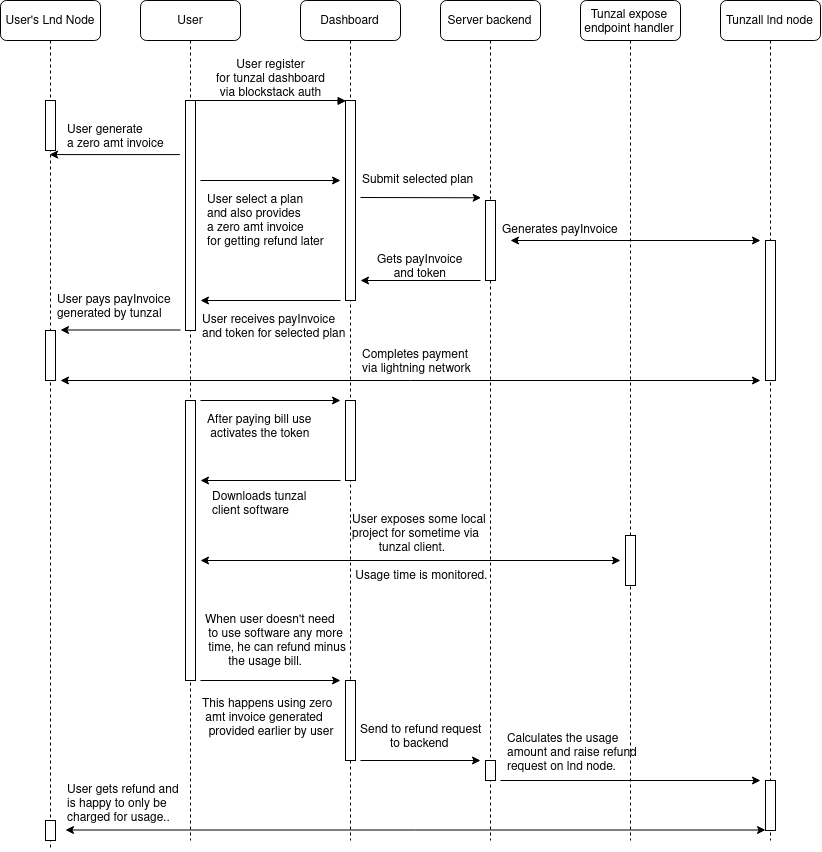 User's Lnd Node
User
Dashboard
Server backend
Tunzal expose
endpoint handler
Tunzall lnd node
User register
for tunzal dashboard
via blockstack auth
User generate
a zero amt invoice
Submit selected plan
User select a plan
and also provides
a zero amt invoice
for getting refund later
Generates payInvoice
Gets payInvoice
and token
User pays payInvoice
generated by tunzal
User receives payInvoice
and token for selected plan
Completes payment
via lightning network
After paying bill use
activates the token
Downloads tunzal
client software
User exposes some local
project for sometime via
tunzal client.
Usage time is monitored.
When user doesn't need
to use software any more
time, he can refund minus
the usage bill.
This happens using zero
amt invoice generated
provided earlier by user
Send to refund request
to backend
Calculates the usage
amount and raise refund
request on lnd node.
User gets refund and
is happy to only be
charged for usage..